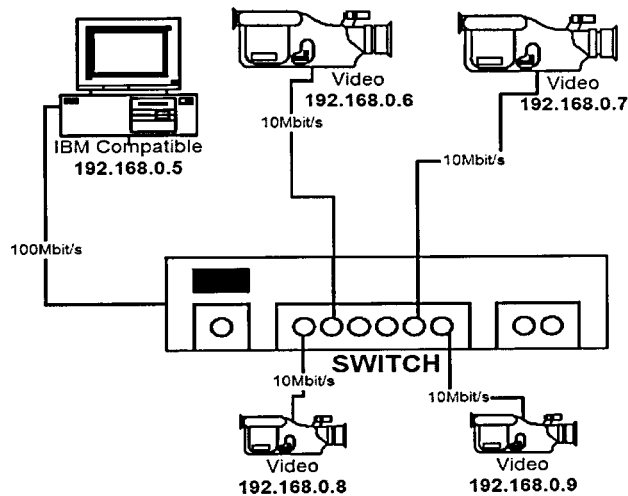 Video
192.168.0.6
Video
192.168.0.7
10Mbit/s
IBM Compatible
192.168.0.5
10Mbit/s
100Mbit/s
SWITCH
10Mbit/s
10Mbit/s
Video
192.168.0.8
Video
192.168.0.9